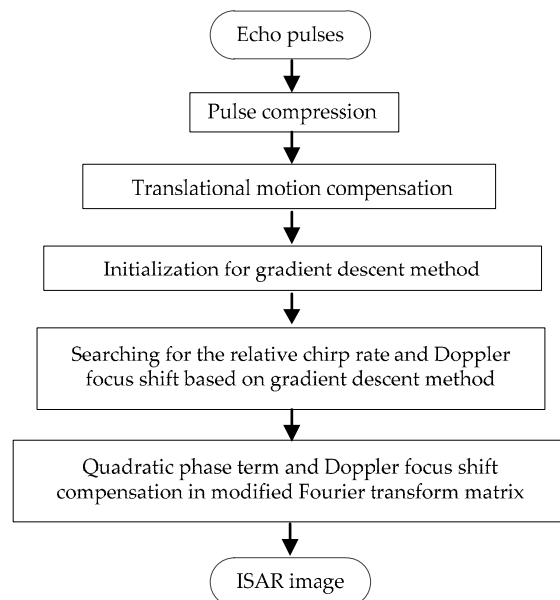 Echo pulses
Pulse compression
Translational motion compensation
Initialization for gradient descent method
Searching for the relative chirp rate and Doppler
focus shift based on gradient descent method
Quadratic phase term and Doppler focus shift
compensation in modified Fourier transform matrix
ISAR image